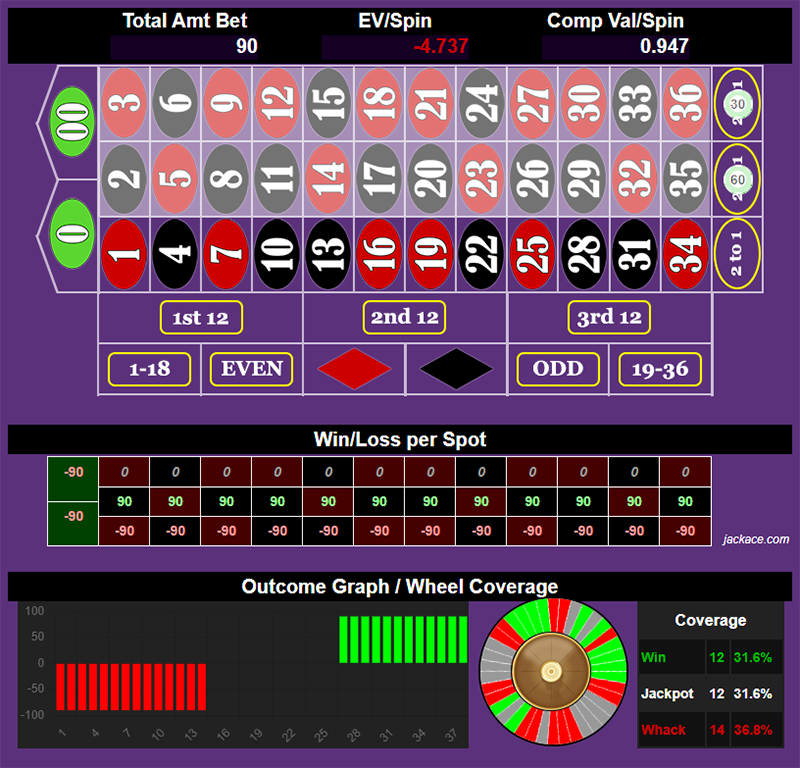 Total Amt Bet EV/Spin Comp Val/Spin
90 -4.737 0.947
00 3 6 9 12 15 18 21 24 27 30 33 36 2 to 1 30
0 2 5 8 11 14 17 20 23 26 29 32 35 2 to 1 60
1 4 7 10 13 16 19 22 25 28 31 34 2 to 1
1st 12 2nd 12 3rd 12
1-18 EVEN ODD 19-36
Win/Loss per Spot
-90 0 0 0 0 0 0 0 0 0 0 0 0
90 90 90 90 90 90 90 90 90 90 90 90
-90 -90 -90 -90 -90 -90 -90 -90 -90 -90 -90 -90 -90
jackace.com
Outcome Graph / Wheel Coverage
100
50
0
-50
-100
1 4 7 10 13 16 19 22 25 28 31 34 37
Coverage
Win 12 31.6%
Jackpot 12 31.6%
Whack 14 36.8%